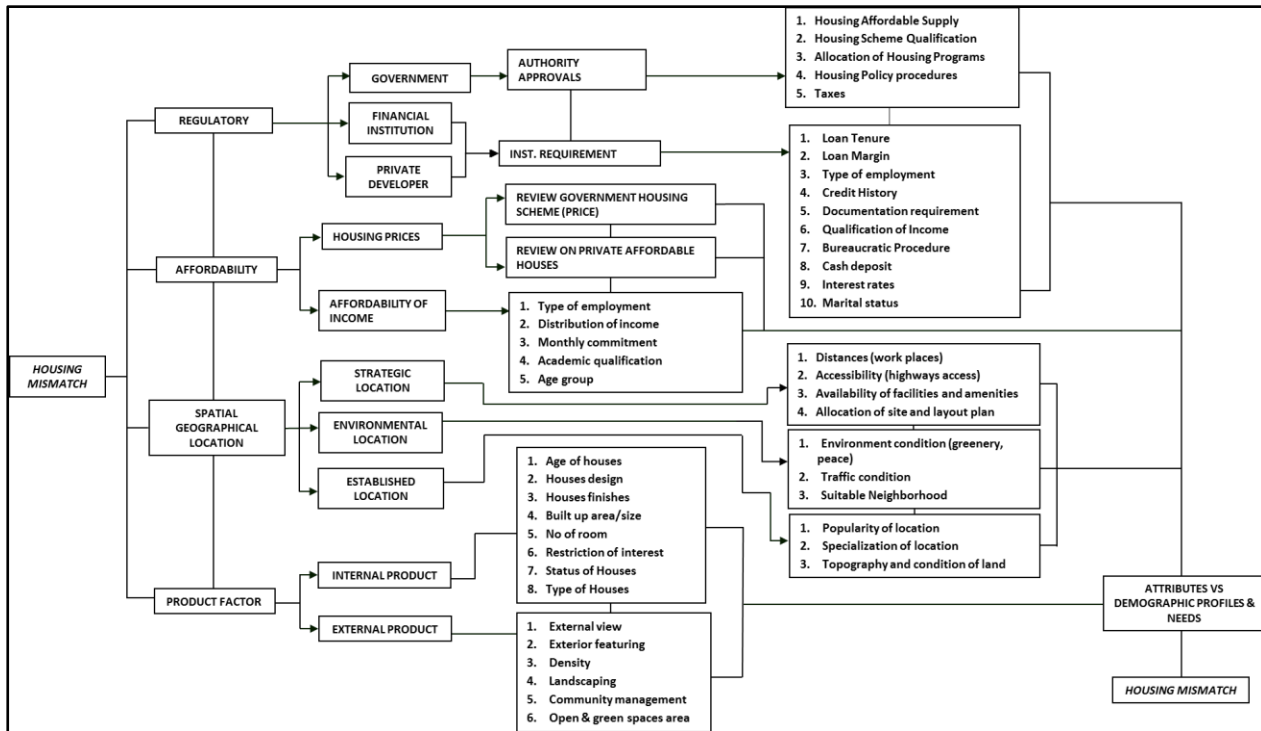 HOUSING
MISMATCH
REGULATORY
AFFORDABILITY
SPATIAL
GEOGRAPHICAL
LOCATION
PRODUCT FACTOR
GOVERNMENT
FINANCIAL
INSTITUTION
PRIVATE
DEVELOPER
HOUSING PRICES
AFFORDABILITY OF
INCOME
STRATEGIC
LOCATION
ENVIRONMENTAL
LOCATION
ESTABLISHED
LOCATION
INTERNAL PRODUCT
EXTERNAL PRODUCT
AUTHORITY
APPROVALS
INST. REQUIREMENT
REVIEW GOVERNMENT HOUSING
SCHEME (PRICE)
REVIEW ON PRIVATE AFFORDABLE
HOUSES
1. Type of employment
2. Distribution of income
3. Monthly commitment
4. Academic qualification
5. Age group
1. Age of houses
2. Houses design
3. Houses finishes
4. Built up area/size
5. No of room
6. Restriction of interest
7. Status of Houses
8. Type of Houses
1. External view
2. Exterior featuring
3. Density
4. Landscaping
5. Community management
6. Open & green spaces area
1. Housing Affordable Supply
2. Housing Scheme Qualification
3. Allocation of Housing Programs
4. Housing Policy procedures
5. Taxes
1. Loan Tenure
2. Loan Margin
3. Type of employment
4. Credit History
5. Documentation requirement
6. Qualification of Income
7. Bureaucratic Procedure
8. Cash deposit
9. Interest rates
10. Marital status
1. Distances (work places)
2. Accessibility (highways access)
3. Availability of facilities and amenities
4. Allocation of site and layout plan
1. Environment condition (greenery,
peace)
2. Traffic condition
3. Suitable Neighborhood
1. Popularity of location
2. Specialization of location
3. Topography and condition of land
ATTRIBUTES VS
DEMOGRAPHIC PROFILES &
NEEDS
HOUSING MISMATCH